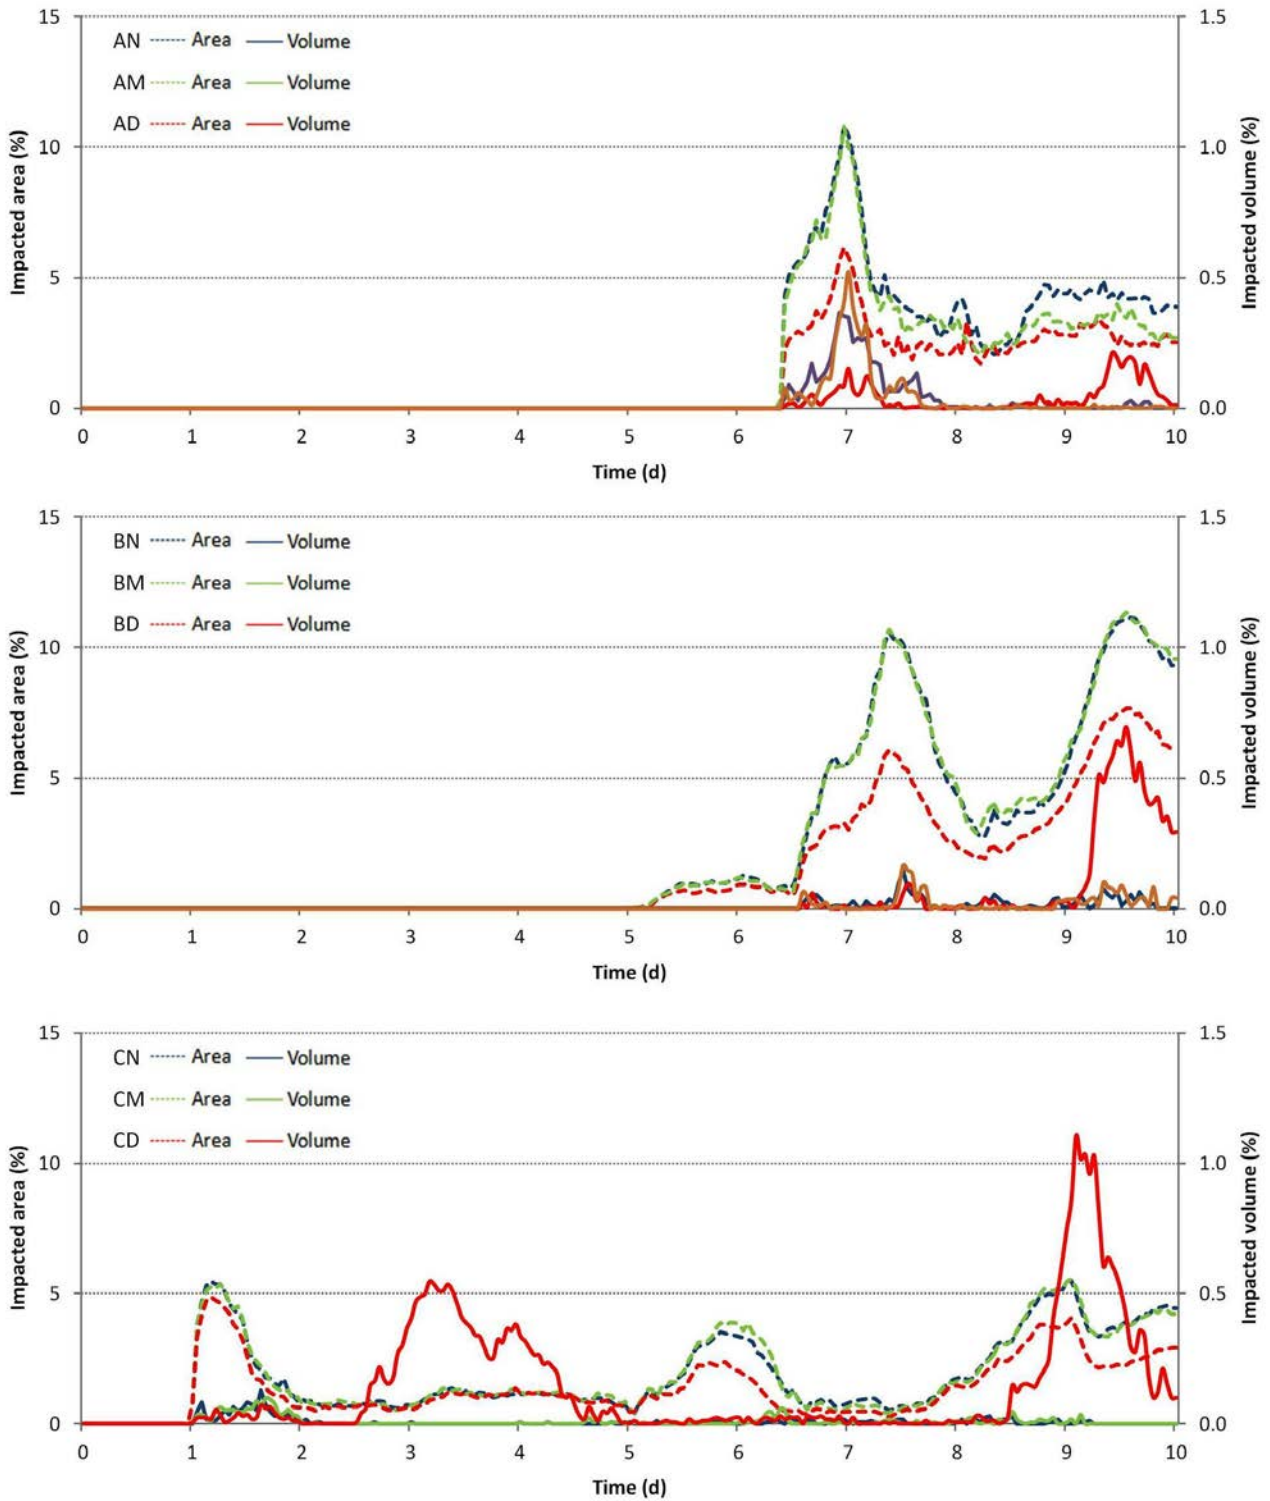 15 1.5
AN Area Volume
AM Area Volume
AD Area Volume
10 1.0
Impacted area (%)
Impacted volume (%)
5 0.5
0 0.0
0 1 2 3 4 5 6 7 8 9 10
Time (d)
15 1.5
BN Area Volume
BM Area Volume
BD Area Volume
10 1.0
Impacted area (%)
Impacted volume (%)
5 0.5
0 0.0
0 1 2 3 4 5 6 7 8 9 10
Time (d)
15 1.5
CN Area Volume
CM Area Volume
CD Area Volume
10 1.0
Impacted area (%)
Impacted volume (%)
5 0.5
0 0.0
0 1 2 3 4 5 6 7 8 9 10
Time (d)